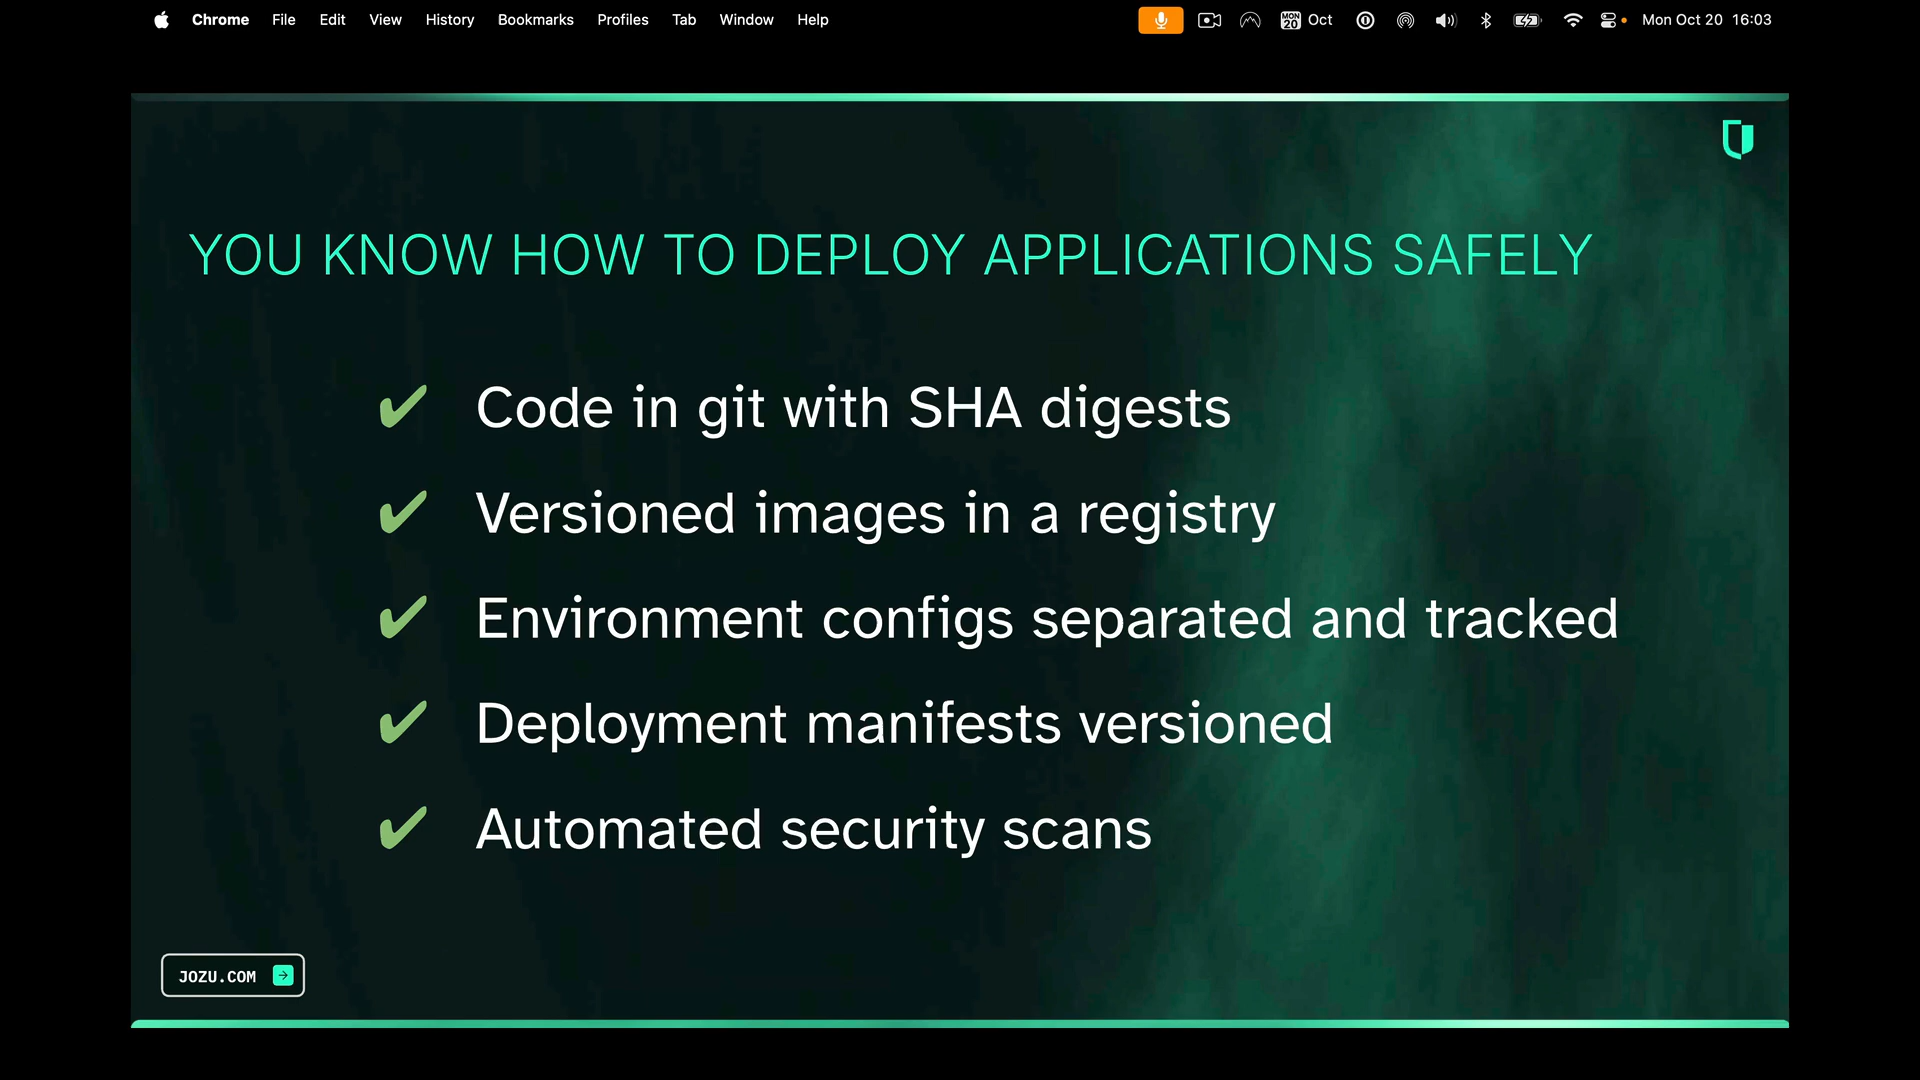 Chrome File Edit View History Bookmarks Profiles Tab Window Help MON 20 Oct Mon Oct 20 16:03
YOU KNOW HOW TO DEPLOY APPLICATIONS SAFELY
✔ Code in git with SHA digests
✔ Versioned images in a registry
✔ Environment configs separated and tracked
✔ Deployment manifests versioned
✔ Automated security scans
JOZU.COM →